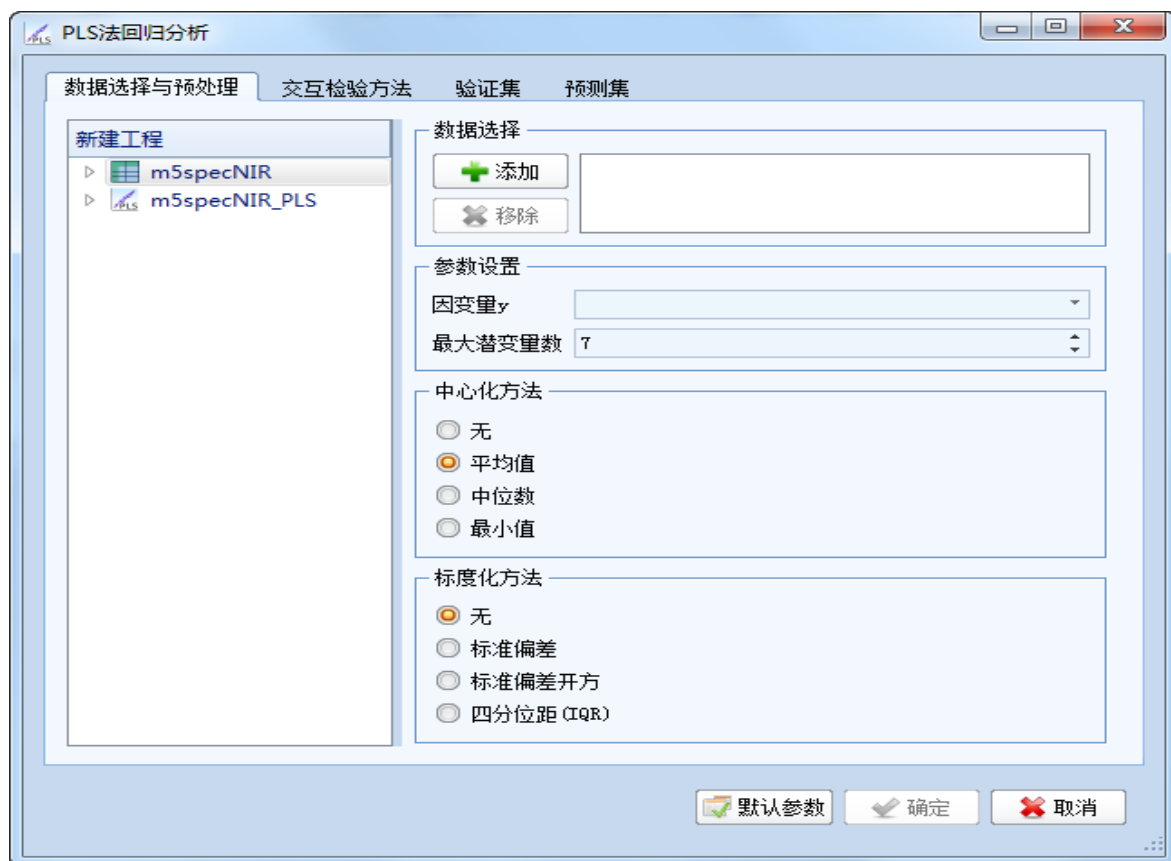 PLS法回归分析
数据选择与预处理 交互检验方法 验证集 预测集
新建工程
m5specNIR
PLS m5specNIR_PLS
数据选择
添加
移除
参数设置
因变量y
最大潜变量数 7
中心化方法
无
平均值
中位数
最小值
标度化方法
无
标准偏差
标准偏差开方
四分位距(IQR)
默认参数 确定 取消